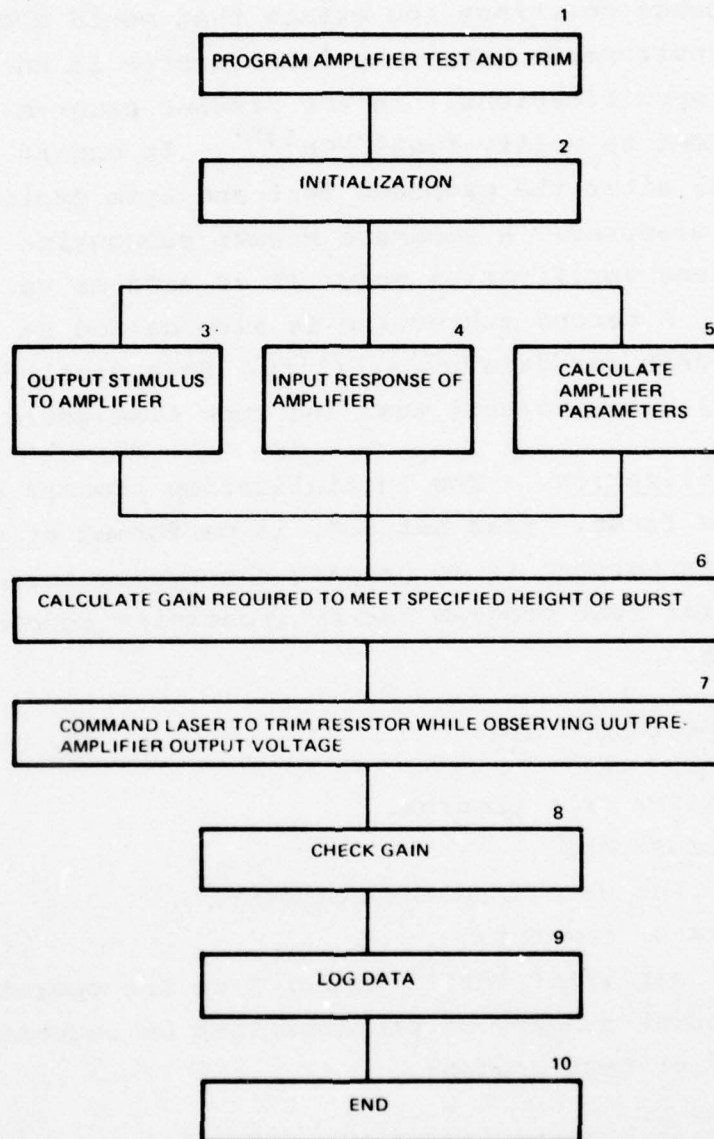 1
PROGRAM AMPLIFIER TEST AND TRIM
2
INITIALIZATION
3
OUTPUT STIMULUS
TO AMPLIFIER
4
INPUT RESPONSE OF
AMPLIFIER
5
CALCULATE
AMPLIFIER
PARAMETERS
6
CALCULATE GAIN REQUIRED TO MEET SPECIFIED HEIGHT OF BURST
7
COMMAND LASER TO TRIM RESISTOR WHILE OBSERVING UUT PRE-
AMPLIFIER OUTPUT VOLTAGE
8
CHECK GAIN
9
LOG DATA
10
END